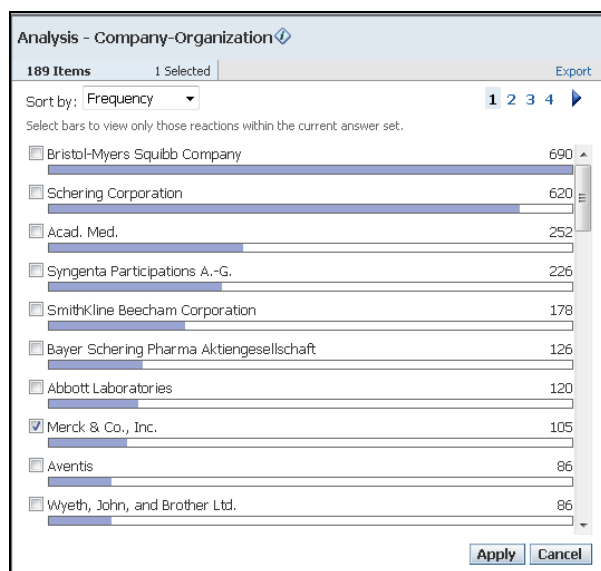 Analysis - Company-Organization
189 Items 1 Selected Export
Sort by: Frequency 1 2 3 4
Select bars to view only those reactions within the current answer set.
Bristol-Myers Squibb Company 690
Schering Corporation 620
Acad. Med. 252
Syngenta Participations A.-G. 226
SmithKline Beecham Corporation 178
Bayer Schering Pharma Aktiengesellschaft 126
Abbott Laboratories 120
Merck & Co., Inc. 105
Aventis 86
Wyeth, John, and Brother Ltd. 86
Apply Cancel